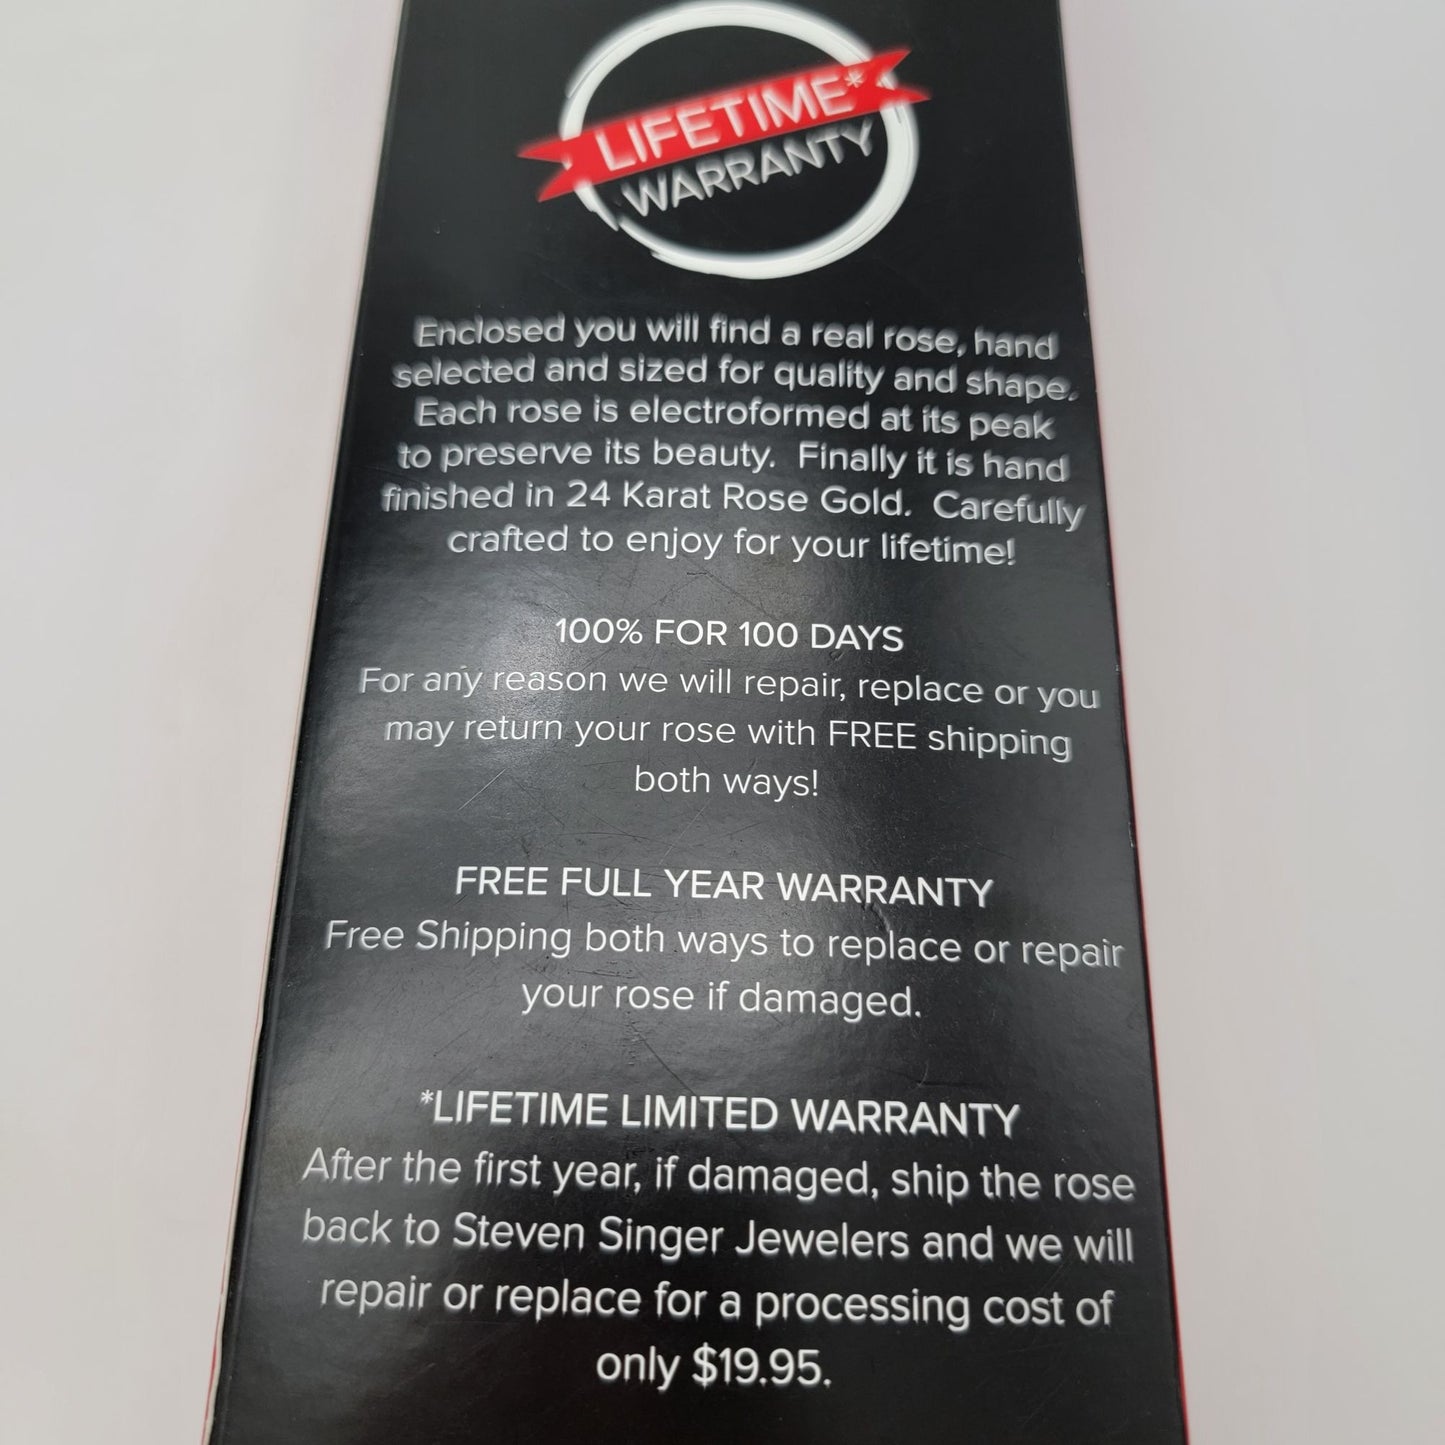 LIFETIME*
WARRANTY
Enclosed you will find a real rose, hand
selected and sized for quality and shape.
Each rose is electroformed at its peak
to preserve its beauty. Finally it is hand
finished in 24 Karat Rose Gold. Carefully
crafted to enjoy for your lifetime!
100% FOR 100 DAYS
For any reason we will repair, replace or you
may return your rose with FREE shipping
both ways!
FREE FULL YEAR WARRANTY
Free Shipping both ways to replace or repair
your rose if damaged.
*LIFETIME LIMITED WARRANTY
After the first year, if damaged, ship the rose
back to Steven Singer Jewelers and we will
repair or replace for a processing cost of
only $19.95.